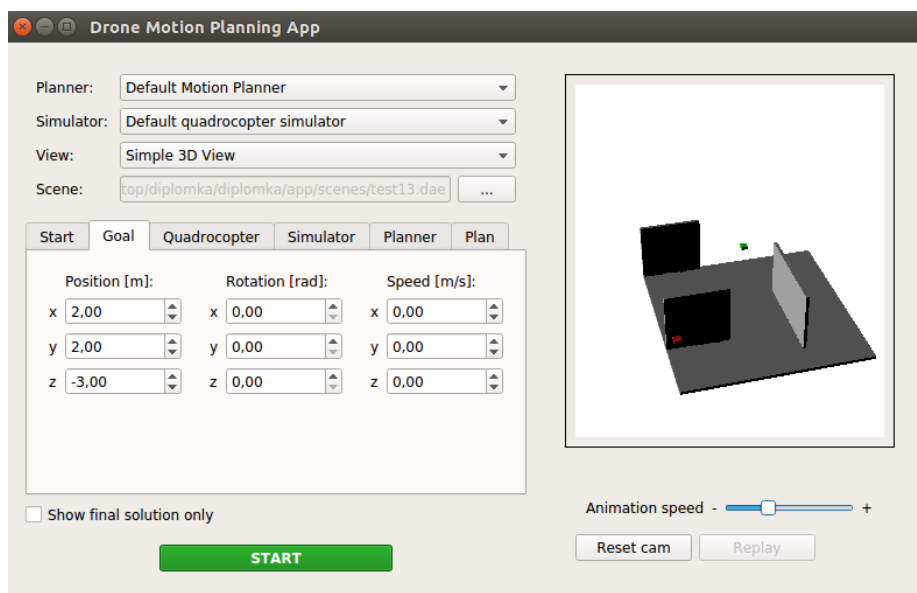 Drone Motion Planning App
Planner: Default Motion Planner
Simulator: Default quadrocopter simulator
View: Simple 3D View
Scene: top/diplomka/diplomka/app/scenes/test13.dae ...
Start Goal Quadrocopter Simulator Planner Plan
Position [m]: Rotation [rad]: Speed [m/s]:
x 2,00 x 0,00 x 0,00
y 2,00 y 0,00 y 0,00
z -3,00 z 0,00 z 0,00
Show final solution only
START
Animation speed - +
Reset cam Replay